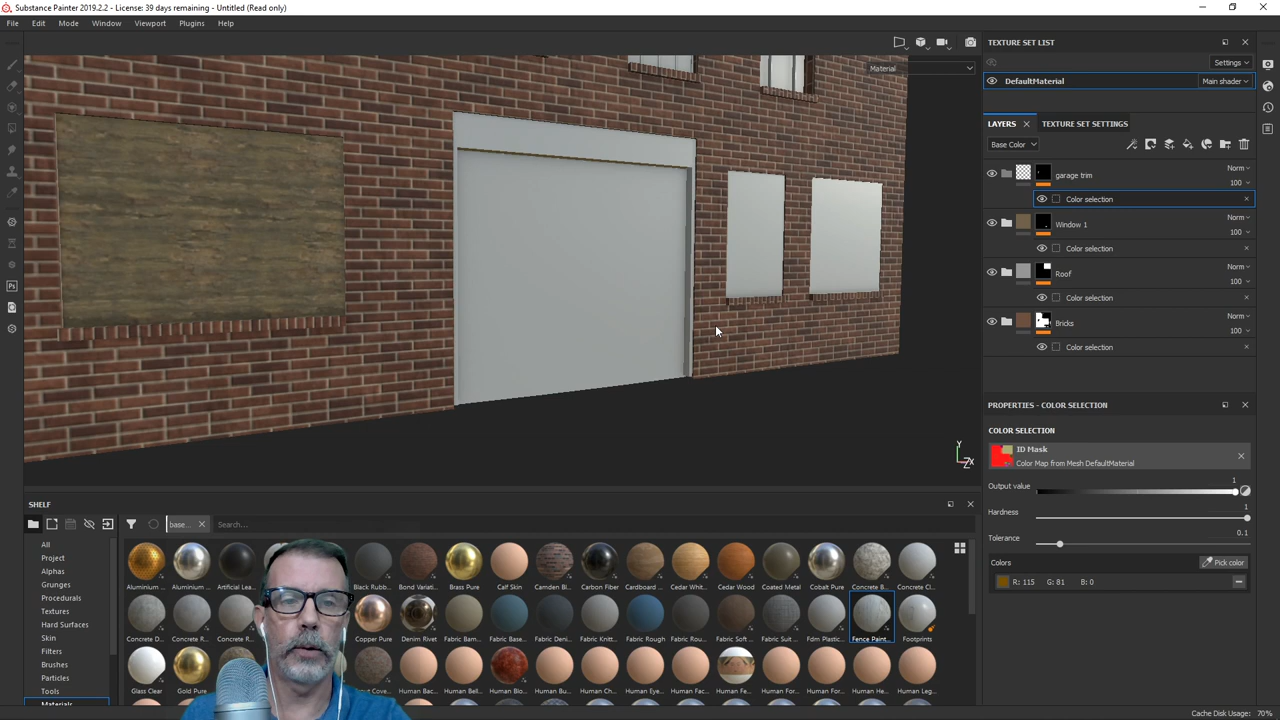 Substance Painter 2019.2.2 - License: 39 days remaining - Untitled (Read only)
File Edit Mode Window Viewport Plugins Help
Material
TEXTURE SET LIST
Settings
DefaultMaterial Main shader
LAYERS TEXTURE SET SETTINGS
Base Color
garage trim Norm 100
Color selection
Window 1 Norm 100
Color selection
Roof Norm 100
Color selection
Bricks Norm 100
Color selection
PROPERTIES - COLOR SELECTION
COLOR SELECTION
ID Mask
Color Map from Mesh DefaultMaterial
Output value 1
Hardness 1
Tolerance 0.1
Colors Pick color
R: 115 G: 81 B: 0
Y
Z X
SHELF
base... Search...
All
Project
Alphas
Grunges
Procedurals
Textures
Hard Surfaces
Skin
Filters
Brushes
Particles
Tools
Materials
Aluminium ... Aluminium ... Artificial Lea... Black Rubb... Bond Variati... Brass Pure Calf Skin Camden Bi... Carbon Fiber Cardboard ... Cedar Whit... Cedar Wood Coated Metal Cobalt Pure Concrete B... Concrete Cl...
Concrete D... Concrete R... Concrete R... Copper Pure Denim Rivet Fabric Bam... Fabric Base... Fabric Deni... Fabric Knitt... Fabric Rough Fabric Rou... Fabric Soft ... Fabric Suit ... Fdm Plastic... Fence Paint... Footprints
Glass Clear Gold Pure Human Bac... Human Bell... Human Blo... Human Bu... Human Ch... Human Eye... Human Fac... Human Fe... Human For... Human For... Human He... Human Leg...
Cache Disk Usage: 70%